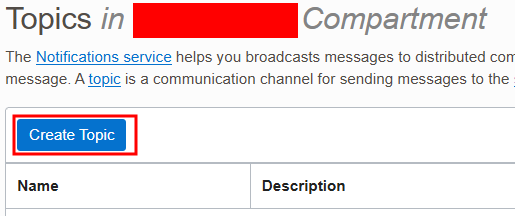 Topics in Compartment
The Notifications service helps you broadcasts messages to distributed com
message. A topic is a communication channel for sending messages to the
Create Topic
Name Description